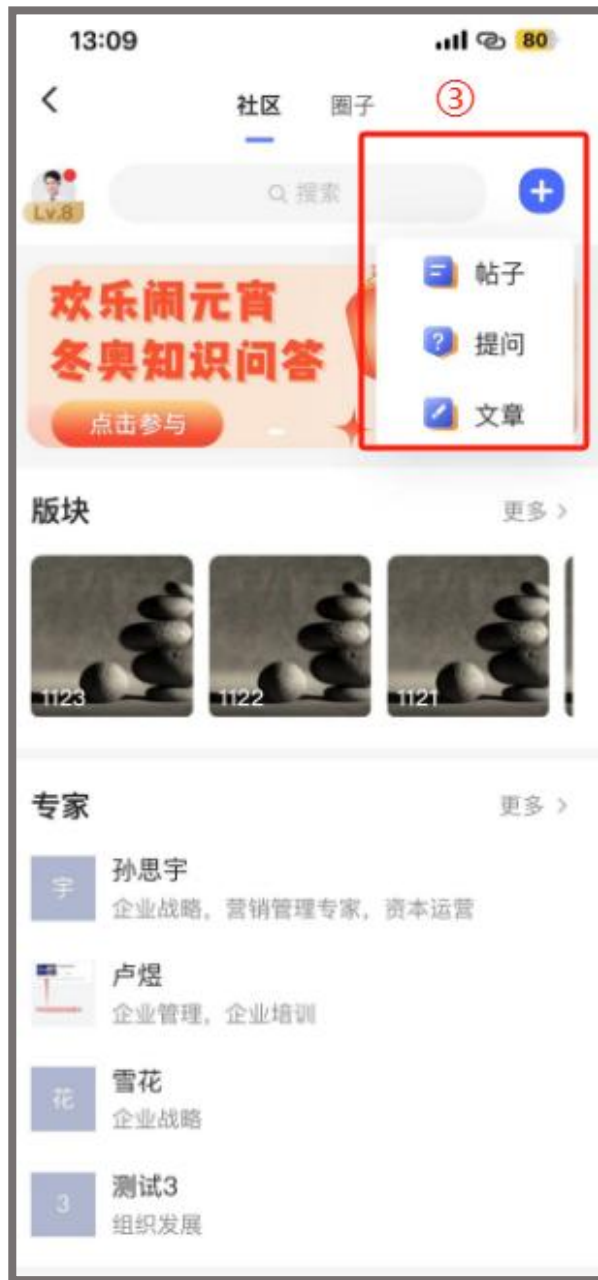 13:09
80
社区 圈子
③
Lv.8
搜索
帖子
欢乐闹元宵
提问
冬奥知识问答
文章
点击参与
版块 更多
1123 1122 1121
专家 更多
宇
孙思宇
企业战略，营销管理专家，资本运营
卢煜
企业管理，企业培训
花
雪花
企业战略
3
测试3
组织发展